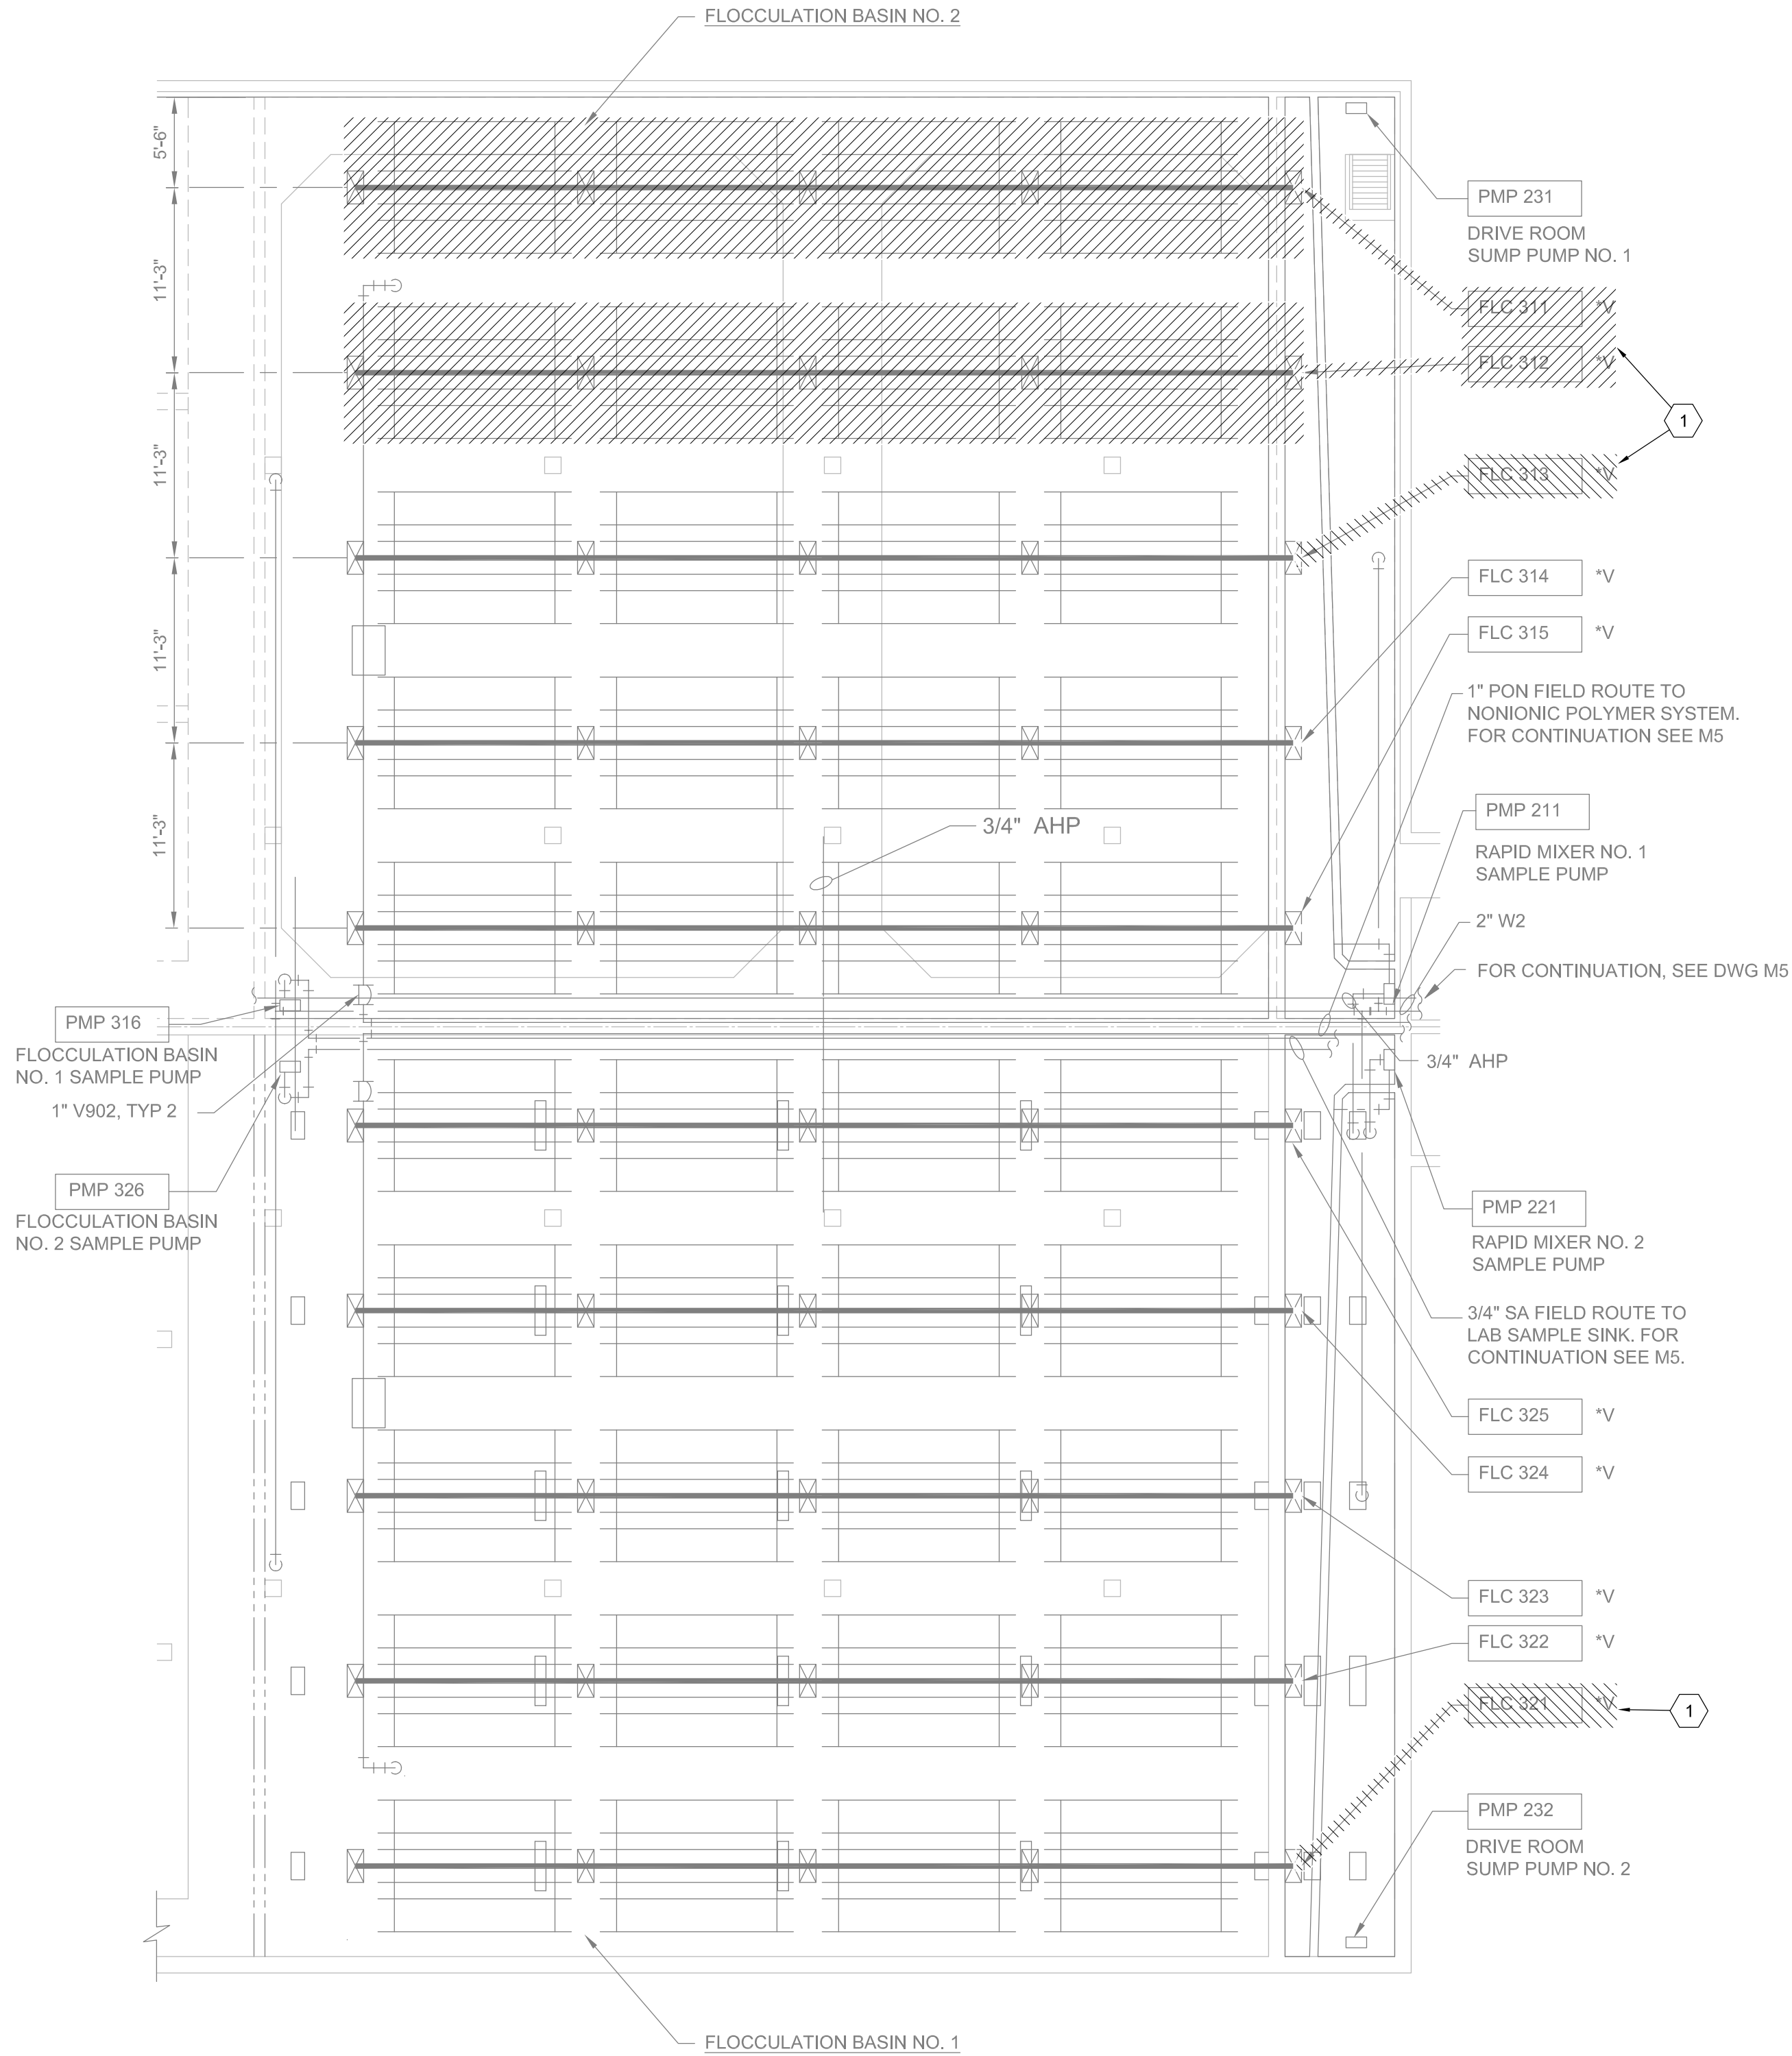 FLOCCULATION BASIN NO. 2
5'-6"
11'-3"
11'-3"
11'-3"
11'-3"
PMP 231
DRIVE ROOM
SUMP PUMP NO. 1
FLC 311 *V
FLC 312 *V
1
FLC 313 *V
FLC 314 *V
FLC 315 *V
1" PON FIELD ROUTE TO
NONIONIC POLYMER SYSTEM.
FOR CONTINUATION SEE M5
3/4" AHP
PMP 211
RAPID MIXER NO. 1
SAMPLE PUMP
2" W2
FOR CONTINUATION, SEE DWG M5
PMP 316
FLOCCULATION BASIN
NO. 1 SAMPLE PUMP
1" V902, TYP 2
PMP 326
FLOCCULATION BASIN
NO. 2 SAMPLE PUMP
3/4" AHP
PMP 221
RAPID MIXER NO. 2
SAMPLE PUMP
3/4" SA FIELD ROUTE TO
LAB SAMPLE SINK. FOR
CONTINUATION SEE M5.
FLC 325 *V
FLC 324 *V
FLC 323 *V
FLC 322 *V
FLC 321 *V
1
PMP 232
DRIVE ROOM
SUMP PUMP NO. 2
FLOCCULATION BASIN NO. 1